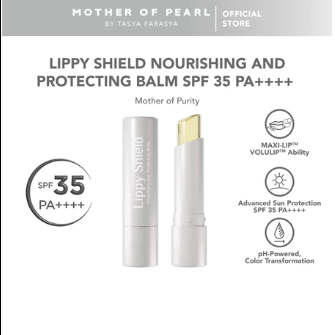 MOTHER OF PEARL
BY TASYA FARASYA
OFFICIAL
STORE
LIPPY SHIELD NOURISHING AND
PROTECTING BALM SPF 35 PA++++
Mother of Purity
SPF 35
PA++++
Lippy Shield
MAXI-LIP™
VOLULIP™ Ability
Advanced Sun Protection
SPF 35 PA++++
pH-Powered,
Color Transformation